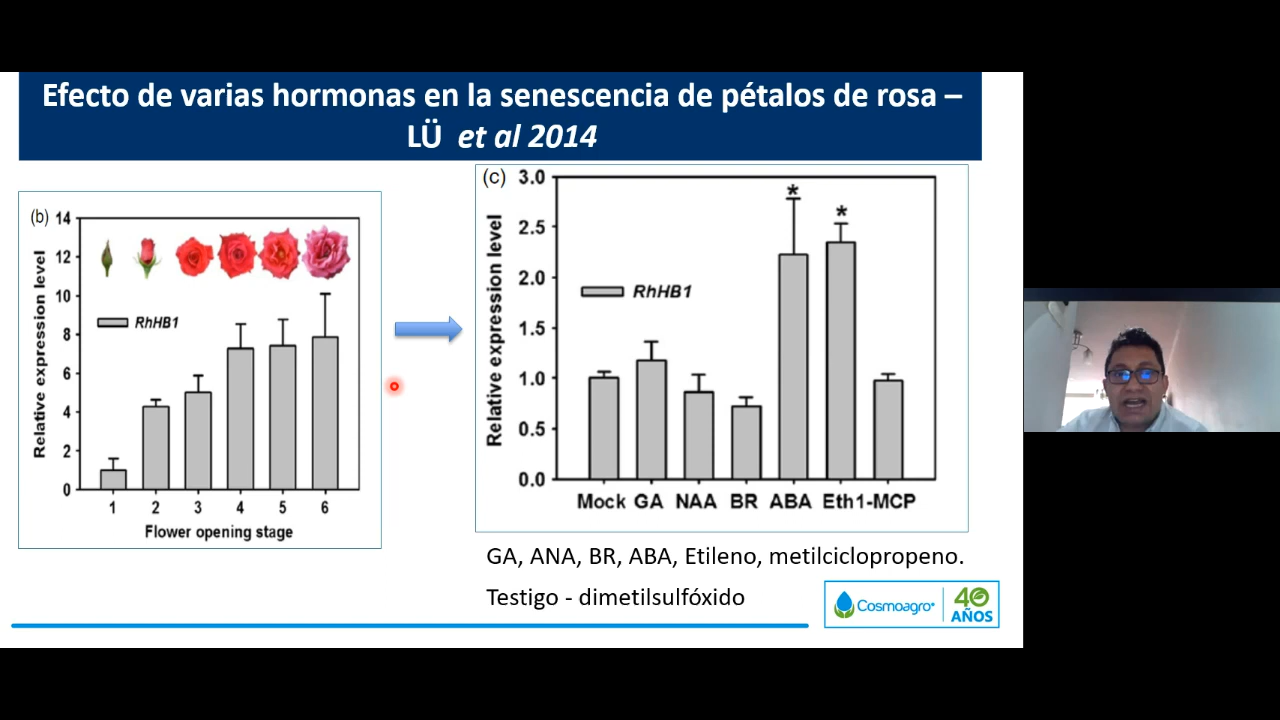 Efecto de varias hormonas en la senescencia de pétalos de rosa –
LÜ et al 2014
(b)
14
12
10
8
6
4
2
0
Relative expression level
RhHB1
1 2 3 4 5 6
Flower opening stage
(c)
3.0
2.5
2.0
1.5
1.0
0.5
0.0
Relative expression level
RhHB1
* *
Mock GA NAA BR ABA Eth1-MCP
GA, ANA, BR, ABA, Etileno, metilciclopropeno.
Testigo - dimetilsulfóxido
Cosmoagro
40
AÑOS